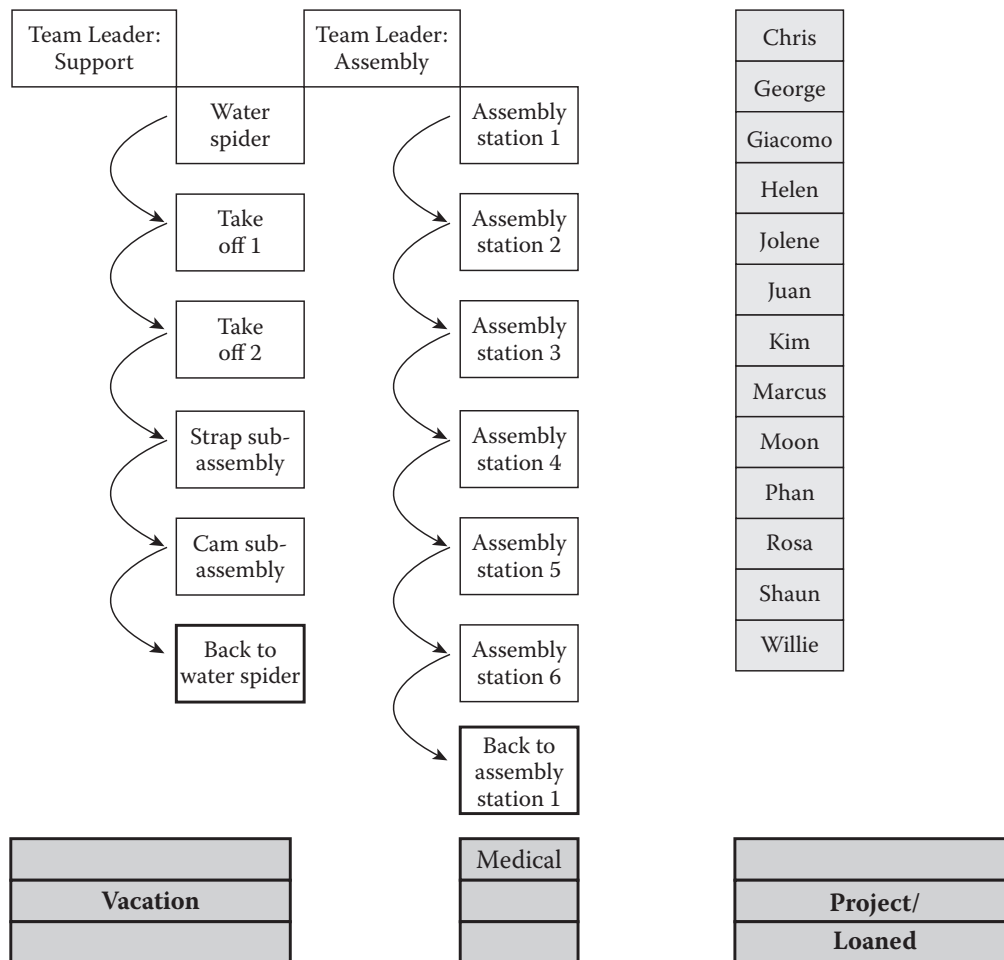 Team Leader:
Support
Team Leader:
Assembly
Water
spider
Take
off 1
Take
off 2
Strap sub-
assembly
Cam sub-
assembly
Back to
water spider
Assembly
station 1
Assembly
station 2
Assembly
station 3
Assembly
station 4
Assembly
station 5
Assembly
station 6
Back to
assembly
station 1
Chris
George
Giacomo
Helen
Jolene
Juan
Kim
Marcus
Moon
Phan
Rosa
Shaun
Willie
Vacation
Medical
Project/
Loaned